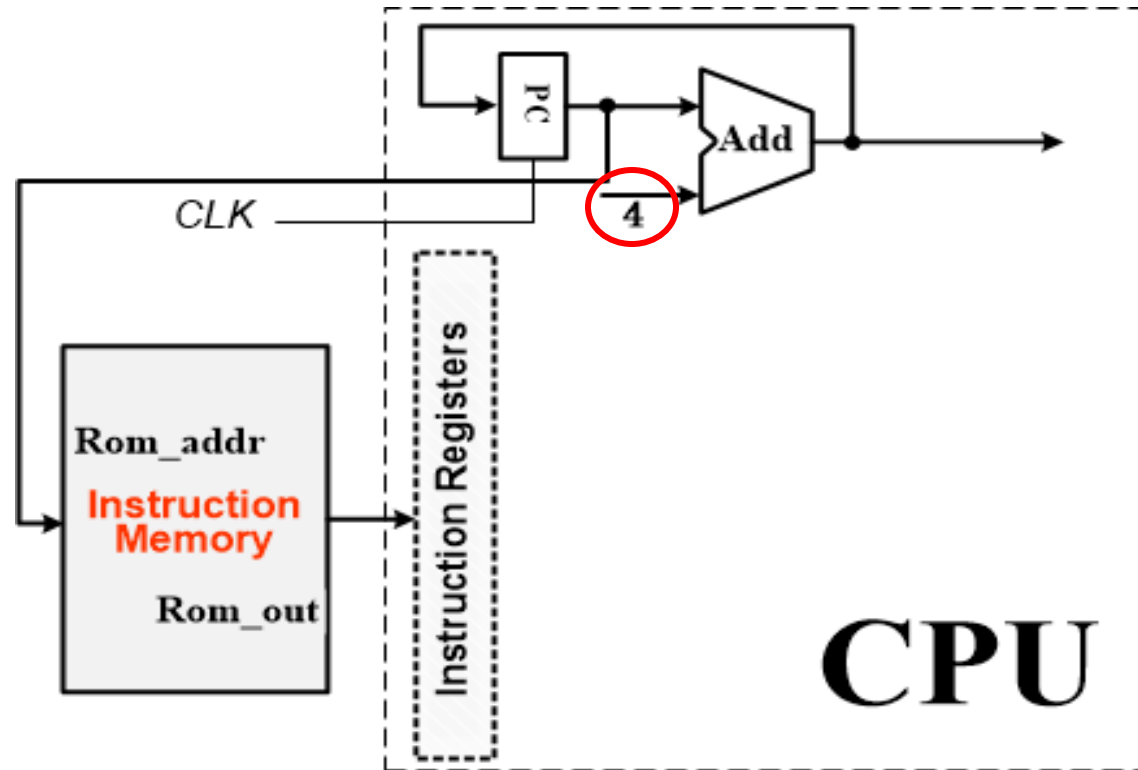 PC
Add
CLK
4
Instruction Registers
Rom_addr
Instruction
Memory
Rom_out
CPU